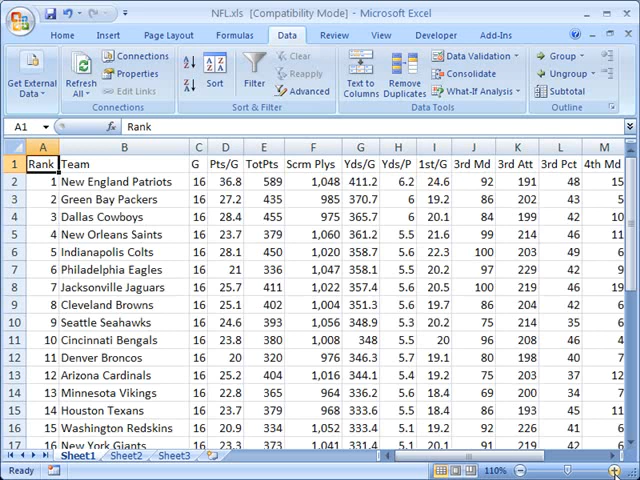 NFL.xls [Compatibility Mode] - Microsoft Excel
Home Insert Page Layout Formulas Data Review View Developer Add-Ins
Get External Data
Refresh All
Connections
Properties
Edit Links
Connections
Sort
Filter
Clear
Reapply
Advanced
Sort & Filter
Text to Columns
Remove Duplicates
Data Validation
Consolidate
What-If Analysis
Data Tools
Group
Ungroup
Subtotal
Outline
A1 fx Rank
A B C D E F G H I J K L M
1 Rank Team G Pts/G TotPts Scrm Plys Yds/G Yds/P 1st/G 3rd Md 3rd Att 3rd Pct 4th Md
2 1 New England Patriots 16 36.8 589 1,048 411.2 6.2 24.6 92 191 48 15
3 2 Green Bay Packers 16 27.2 435 985 370.7 6 19.2 86 202 43 5
4 3 Dallas Cowboys 16 28.4 455 975 365.7 6 20.1 84 199 42 10
5 4 New Orleans Saints 16 23.7 379 1,060 361.2 5.5 21.6 99 214 46 11
6 5 Indianapolis Colts 16 28.1 450 1,020 358.7 5.6 22.3 100 203 49 6
7 6 Philadelphia Eagles 16 21 336 1,047 358.1 5.5 20.2 97 229 42 9
8 7 Jacksonville Jaguars 16 25.7 411 1,022 357.4 5.6 20.5 100 219 46 6
9 8 Cleveland Browns 16 25.1 402 1,004 351.3 5.6 19.7 86 204 42 6
10 9 Seattle Seahawks 16 24.6 393 1,056 348.9 5.3 20.2 75 214 35 6
11 10 Cincinnati Bengals 16 23.8 380 1,008 348 5.5 20 96 208 46 4
12 11 Denver Broncos 16 20 320 976 346.3 5.7 19.1 80 198 40 7
13 12 Arizona Cardinals 16 25.2 404 1,016 344.1 5.4 19.2 75 203 37 12
14 13 Minnesota Vikings 16 22.8 365 964 336.2 5.6 18.4 69 200 34 7
15 14 Houston Texans 16 23.7 379 968 333.6 5.5 18.4 86 193 45 11
16 15 Washington Redskins 16 20.9 334 1,052 333.4 5.1 19.2 92 226 41 6
17 16 New York Giants 16 23.3 373 1,041 331.4 5.3 19.4 91 216 42 9
Sheet1 Sheet2 Sheet3
Ready 110%